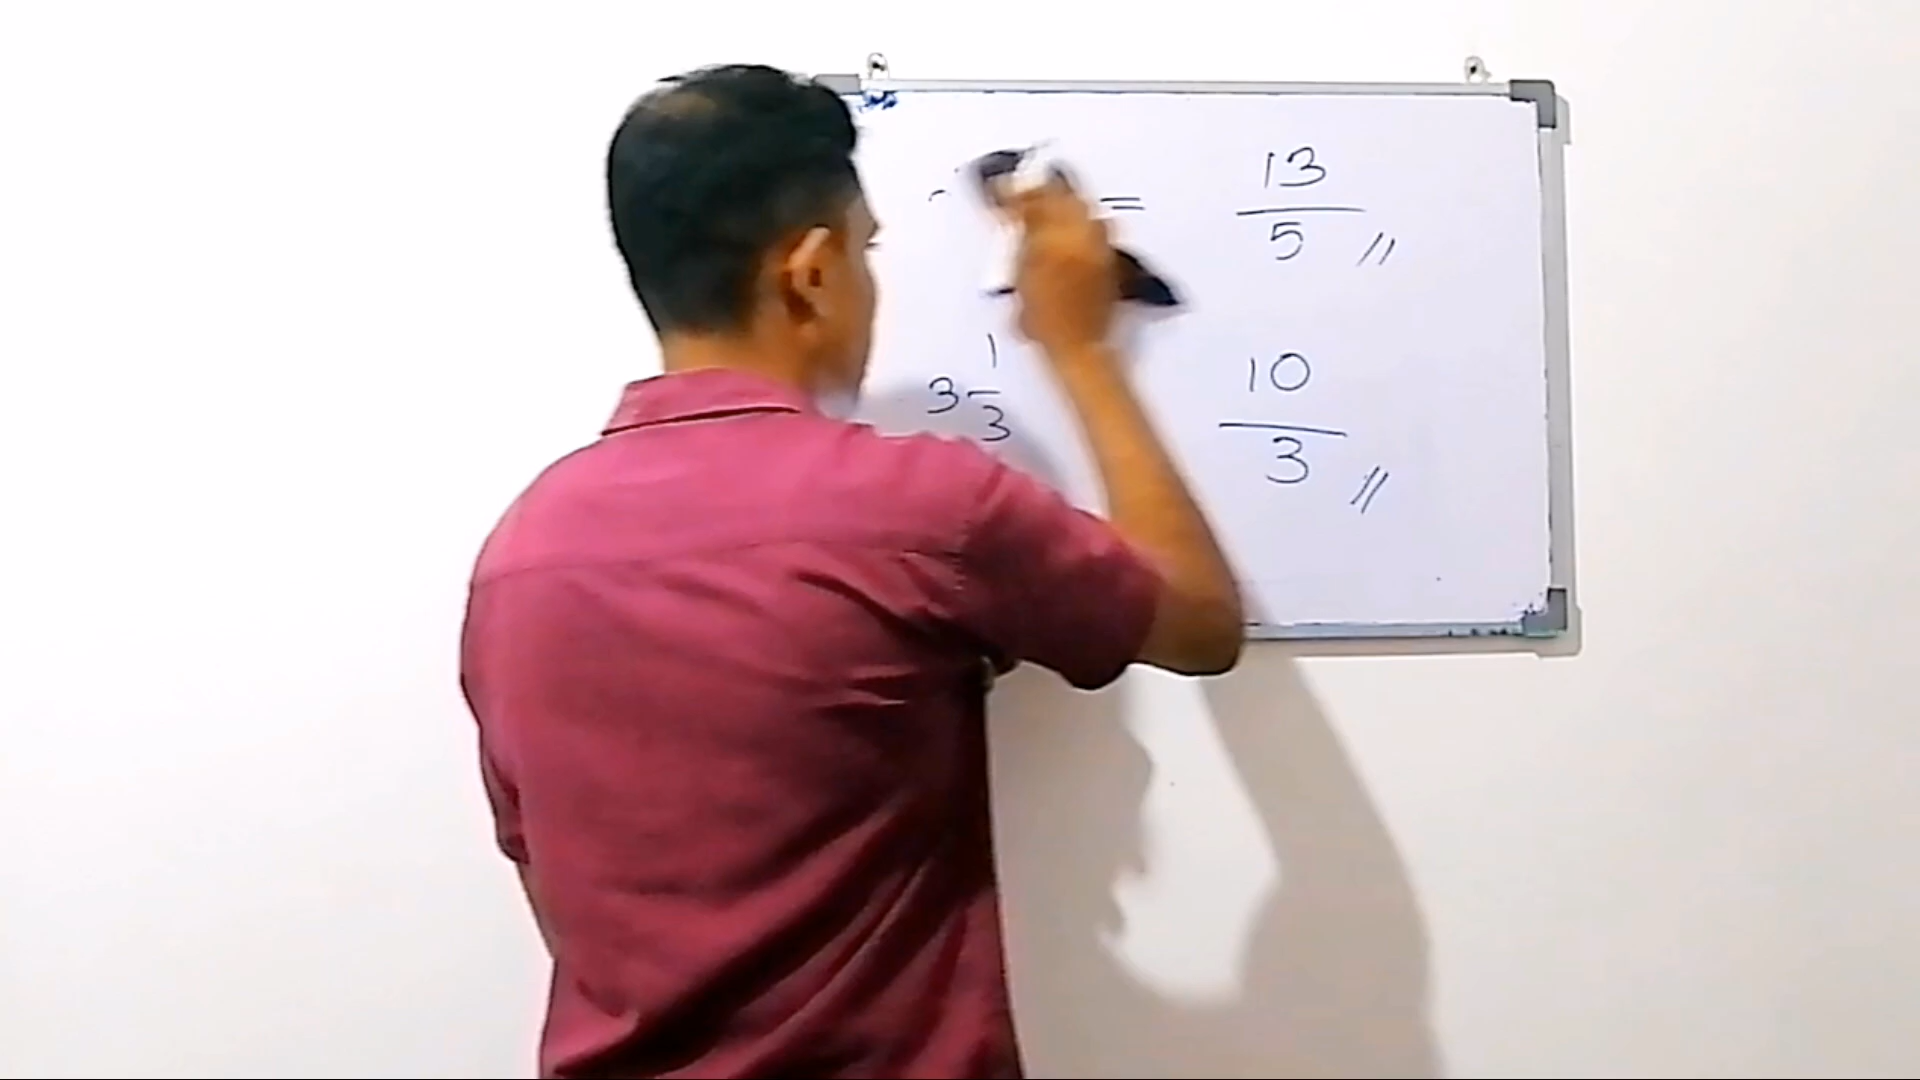 = 13/5 //
3 1/3 10/3 //